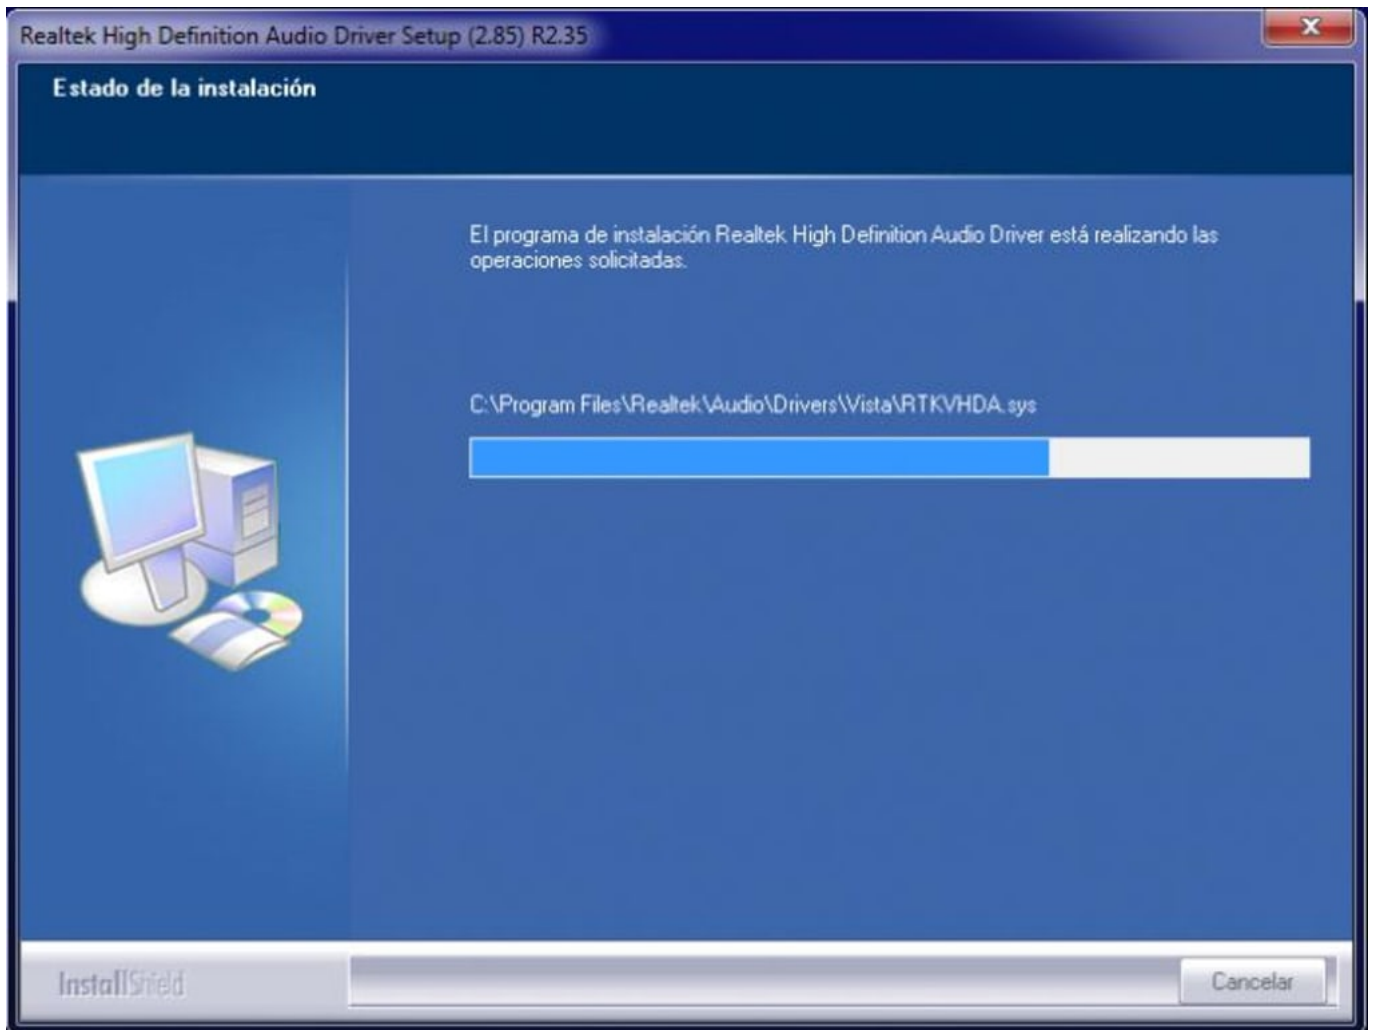 Realtek High Definition Audio Driver Setup (2.85) R2.35
Estado de la instalación
El programa de instalación Realtek High Definition Audio Driver está realizando las
operaciones solicitadas.
C:\Program Files\Realtek\Audio\Drivers\Vista\RTKVHDA.sys
InstallShield
Cancelar